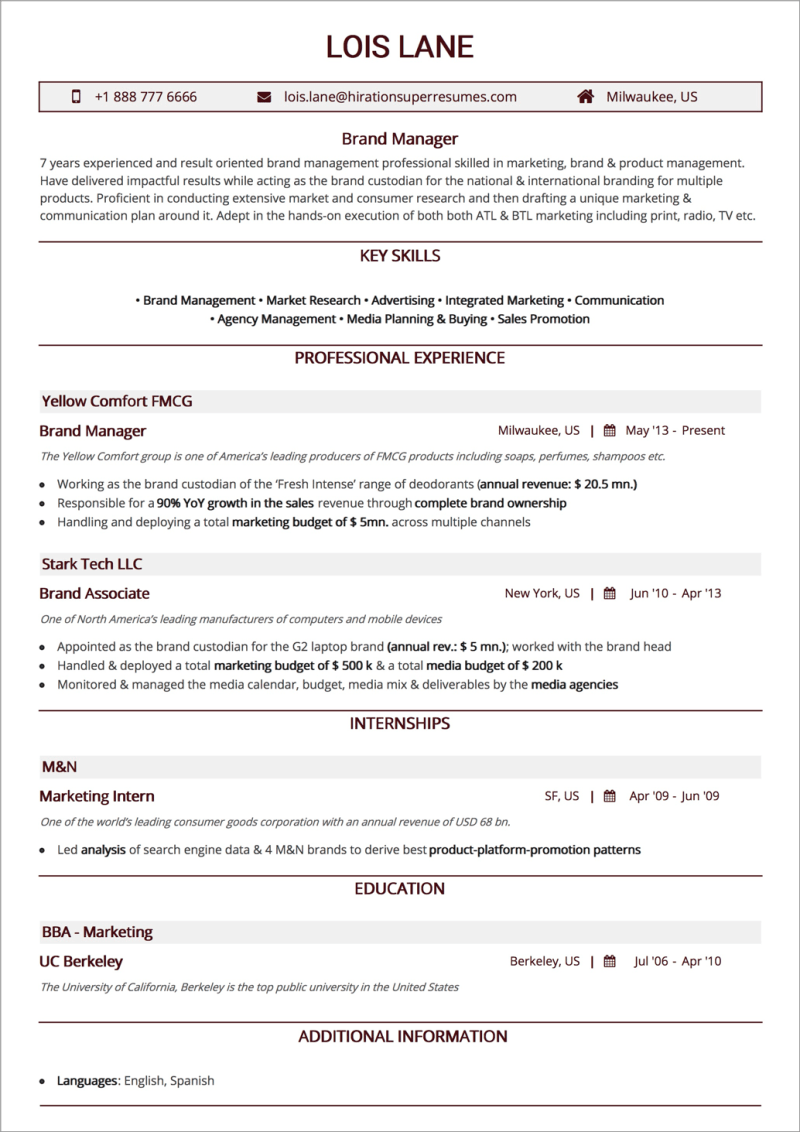 LOIS LANE
+1 888 777 6666 lois.lane@hirationsuperresumes.com Milwaukee, US
Brand Manager
7 years experienced and result oriented brand management professional skilled in marketing, brand & product management.
Have delivered impactful results while acting as the brand custodian for the national & international branding for multiple
products. Proficient in conducting extensive market and consumer research and then drafting a unique marketing &
communication plan around it. Adept in the hands-on execution of both both ATL & BTL marketing including print, radio, TV etc.
KEY SKILLS
• Brand Management • Market Research • Advertising • Integrated Marketing • Communication
• Agency Management • Media Planning & Buying • Sales Promotion
PROFESSIONAL EXPERIENCE
Yellow Comfort FMCG
Brand Manager Milwaukee, US | May '13 - Present
The Yellow Comfort group is one of America's leading producers of FMCG products including soaps, perfumes, shampoos etc.
• Working as the brand custodian of the ‘Fresh Intense’ range of deodorants (annual revenue: $ 20.5 mn.)
• Responsible for a 90% YoY growth in the sales revenue through complete brand ownership
• Handling and deploying a total marketing budget of $ 5mn. across multiple channels
Stark Tech LLC
Brand Associate New York, US | Jun '10 - Apr '13
One of North America's leading manufacturers of computers and mobile devices
• Appointed as the brand custodian for the G2 laptop brand (annual rev.: $ 5 mn.); worked with the brand head
• Handled & deployed a total marketing budget of $ 500 k & a total media budget of $ 200 k
• Monitored & managed the media calendar, budget, media mix & deliverables by the media agencies
INTERNSHIPS
M&N
Marketing Intern SF, US | Apr '09 - Jun '09
One of the world's leading consumer goods corporation with an annual revenue of USD 68 bn.
• Led analysis of search engine data & 4 M&N brands to derive best product-platform-promotion patterns
EDUCATION
BBA - Marketing
UC Berkeley Berkeley, US | Jul '06 - Apr '10
The University of California, Berkeley is the top public university in the United States
ADDITIONAL INFORMATION
• Languages: English, Spanish